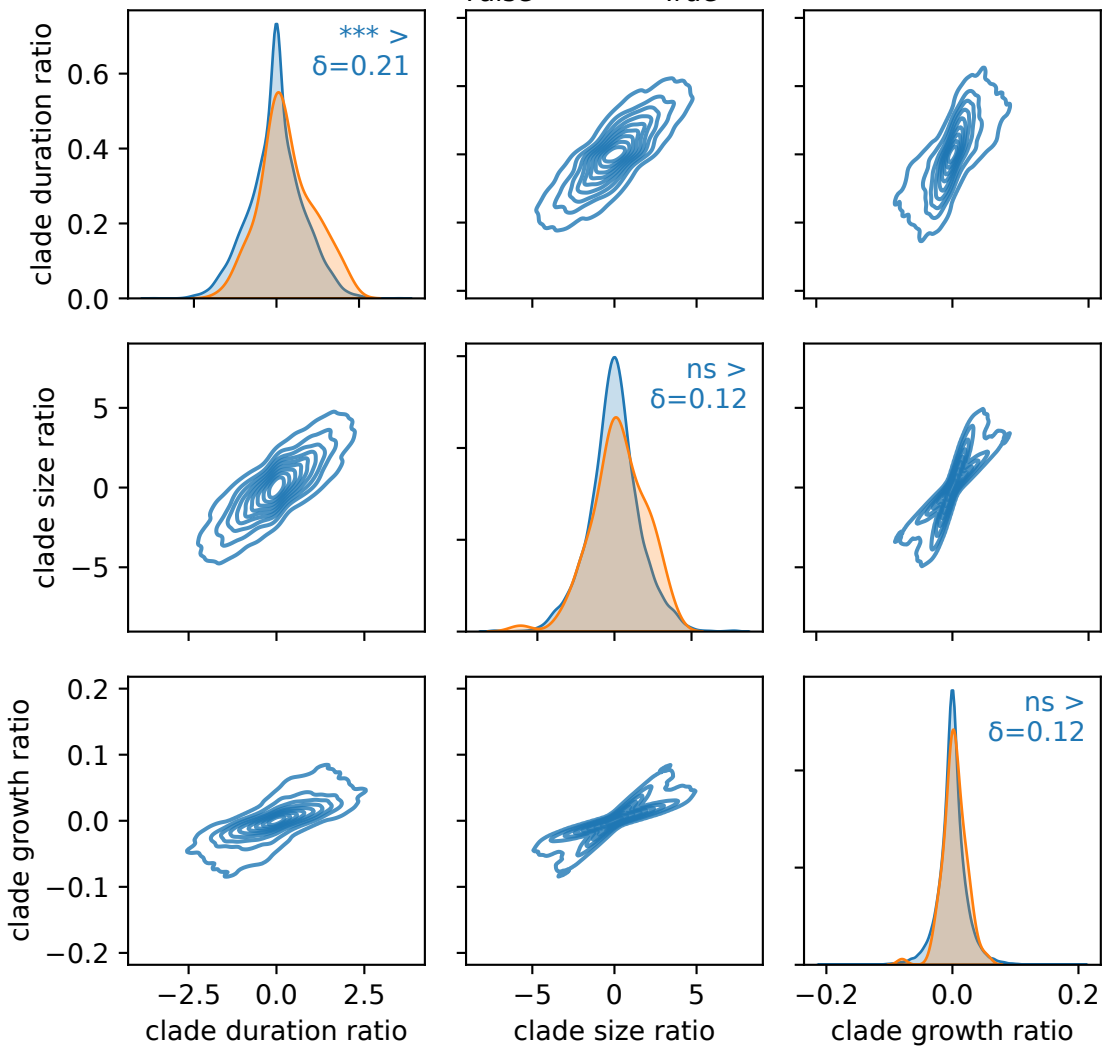 clade duration ratio
0.6
0.4
0.2
0.0
*** >
δ=0.21
clade size ratio
5
0
−5
ns >
δ=0.12
clade growth ratio
0.2
0.1
0.0
−0.1
−0.2
ns >
δ=0.12
−2.5 0.0 2.5
clade duration ratio
−5 0 5
clade size ratio
−0.2 0.0 0.2
clade growth ratio